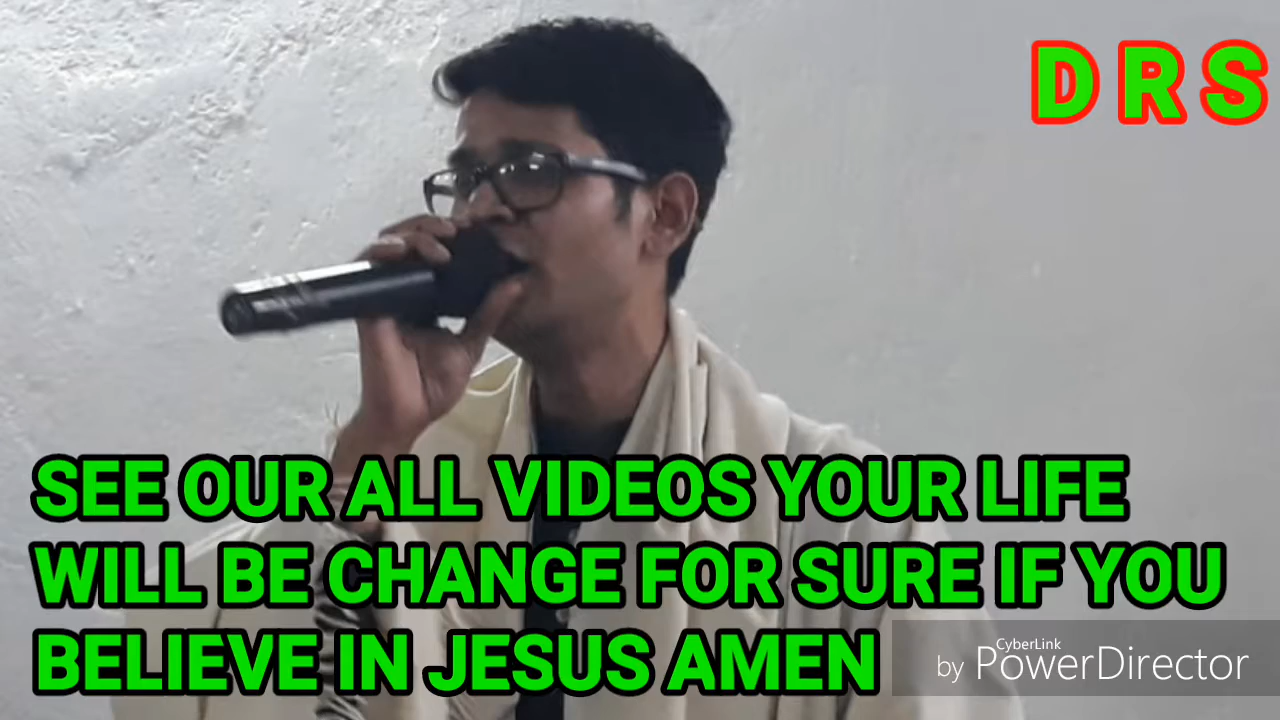 D R S
SEE OUR ALL VIDEOS YOUR LIFE
WILL BE CHANGE FOR SURE IF YOU
BELIEVE IN JESUS AMEN
CyberLink
by PowerDirector